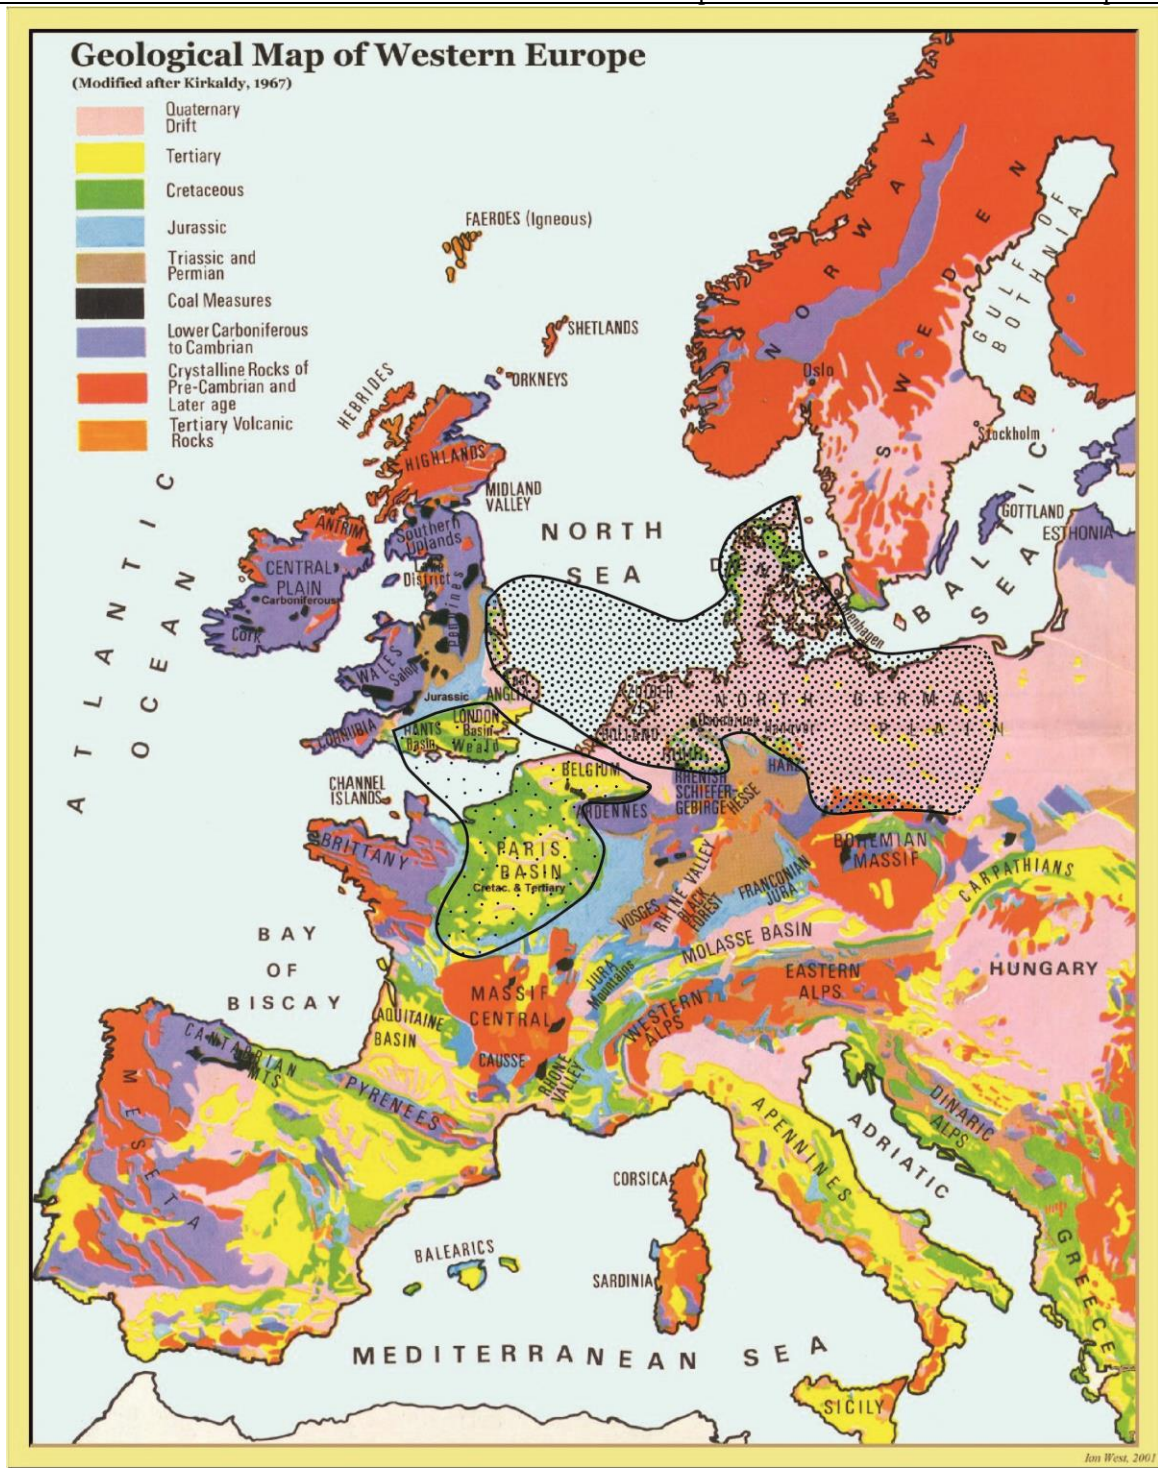 Geological Map of Western Europe
(Modified after Kirkaldy, 1967)
Quaternary
Drift
Tertiary
Cretaceous
Jurassic
Triassic and
Permian
Coal Measures
Lower Carboniferous
to Cambrian
Crystalline Rocks of
Pre-Cambrian and
Later age
Tertiary Volcanic
Rocks
FAEROES (Igneous)
SHETLANDS
ORKNEYS
HEBRIDES
HIGHLANDS
MIDLAND
VALLEY
Southern
Uplands
ANTRIM
Lake
District
CENTRAL
PLAIN
Carboniferous
Cork
Pennines
WALES
Salop
Jurassic
EAST
ANGLIA
CORNUBIA
HANTS
Basin
LONDON
Basin
Weald
CHANNEL
ISLANDS
ATLANTIC
OCEAN
NORTH
SEA
NORWAY
SWEDEN
GULF OF
BOTHNIA
Oslo
Stockholm
GOTTLAND
ESTHONIA
BALTIC
SEA
Copenhagen
HOLLAND
NORTH GERMAN
PLAIN
Hanover
BELGIUM
ARDENNES
RHENISH
SCHIEFER-
GEBIRGE
HESSE
HARZ
BRITTANY
PARIS
BASIN
Cretac. & Tertiary
VOSGES
RHINE VALLEY
BLACK
FOREST
FRANCONIAN
JURA
BOHEMIAN
MASSIF
CARPATHIANS
MOLASSE BASIN
HUNGARY
EASTERN
ALPS
WESTERN
ALPS
JURA
Mountains
BAY
OF
BISCAY
MASSIF
CENTRAL
AQUITAINE
BASIN
CAUSSE
RHONE
VALLEY
CANTABRIAN
MTS
PYRENEES
MESETA
APENNINES
ADRIATIC
DINARIC
ALPS
GREECE
CORSICA
SARDINIA
BALEARICS
MEDITERRANEAN SEA
SICILY
Ian West, 2001